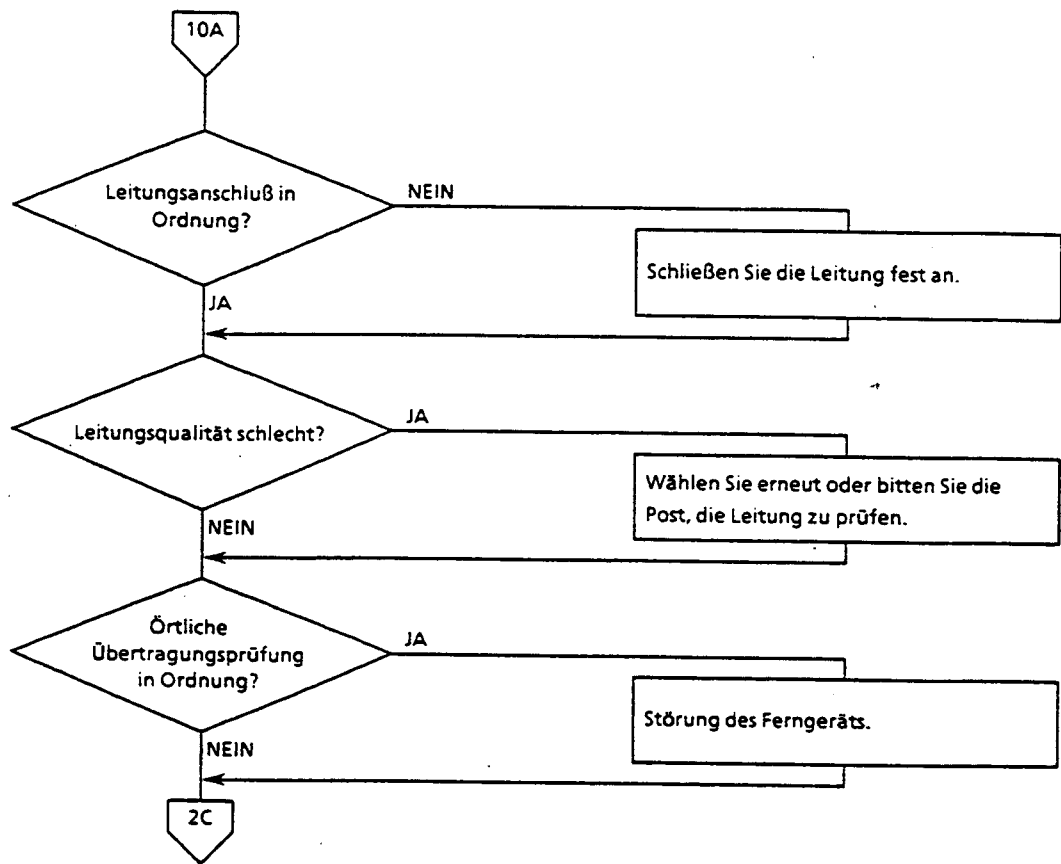 10A
Leitungsanschluß in
Ordnung?
NEIN
Schließen Sie die Leitung fest an.
JA
Leitungsqualität schlecht?
JA
Wählen Sie erneut oder bitten Sie die
Post, die Leitung zu prüfen.
NEIN
Örtliche
Übertragungsprüfung
in Ordnung?
JA
Störung des Ferngeräts.
NEIN
2C